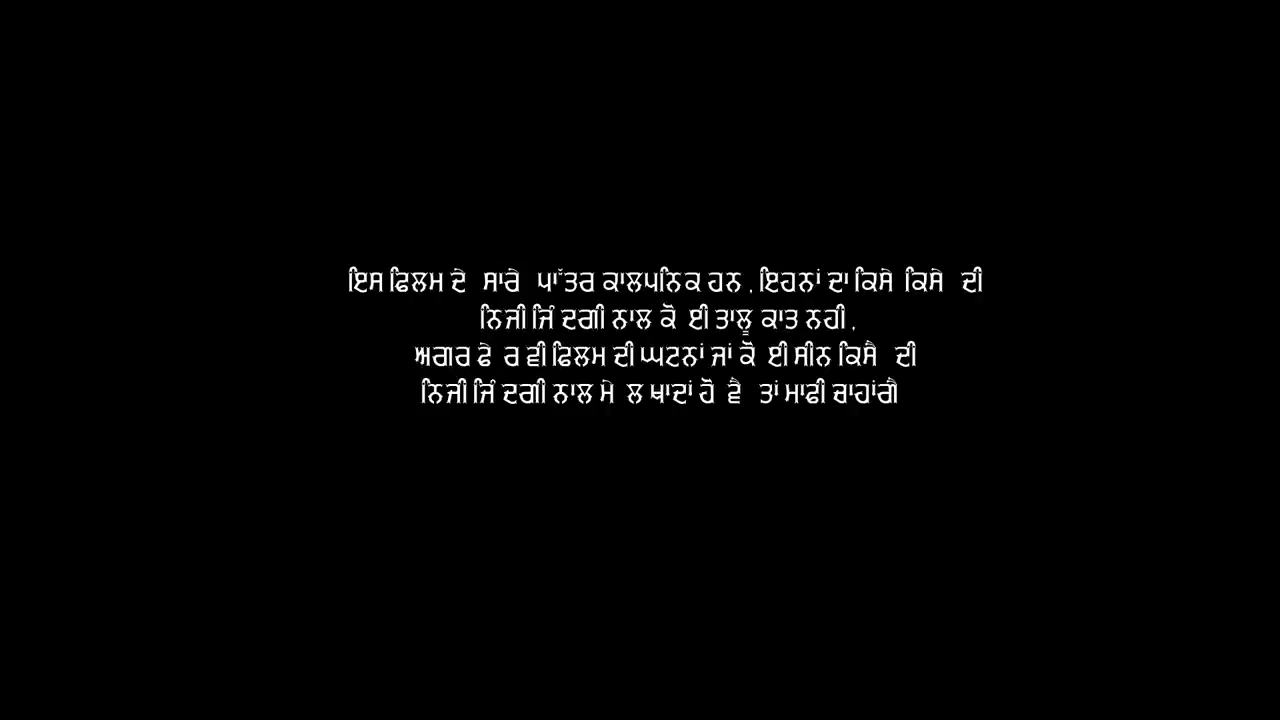 ਇਸ ਫਿਲਮ ਦੇ ਸਾਰੇ ਪਾੱਤਰ ਕਾਲਪਨਿਕ ਹਨ . ਇਹਨਾਂ ਦਾ ਕਿਸੇ ਕਿਸੇ ਦੀ
ਨਿਜੀ ਜਿੰਦਗੀ ਨਾਲ ਕੋਈ ਤਾਲੂਕਾਤ ਨਹੀ .
ਅਗਰ ਫੇਰ ਵੀ ਫਿਲਮ ਦੀ ਘਟਨਾਂ ਜਾਂ ਕੋਈ ਸੀਨ ਕਿਸੈ ਦੀ
ਨਿਜੀ ਜਿੰਦਗੀ ਨਾਲ ਮੇਲ ਖਾਦਾਂ ਹੋਵੈ ਤਾਂ ਮਾਫੀ ਚਾਹਾਂਗੈ